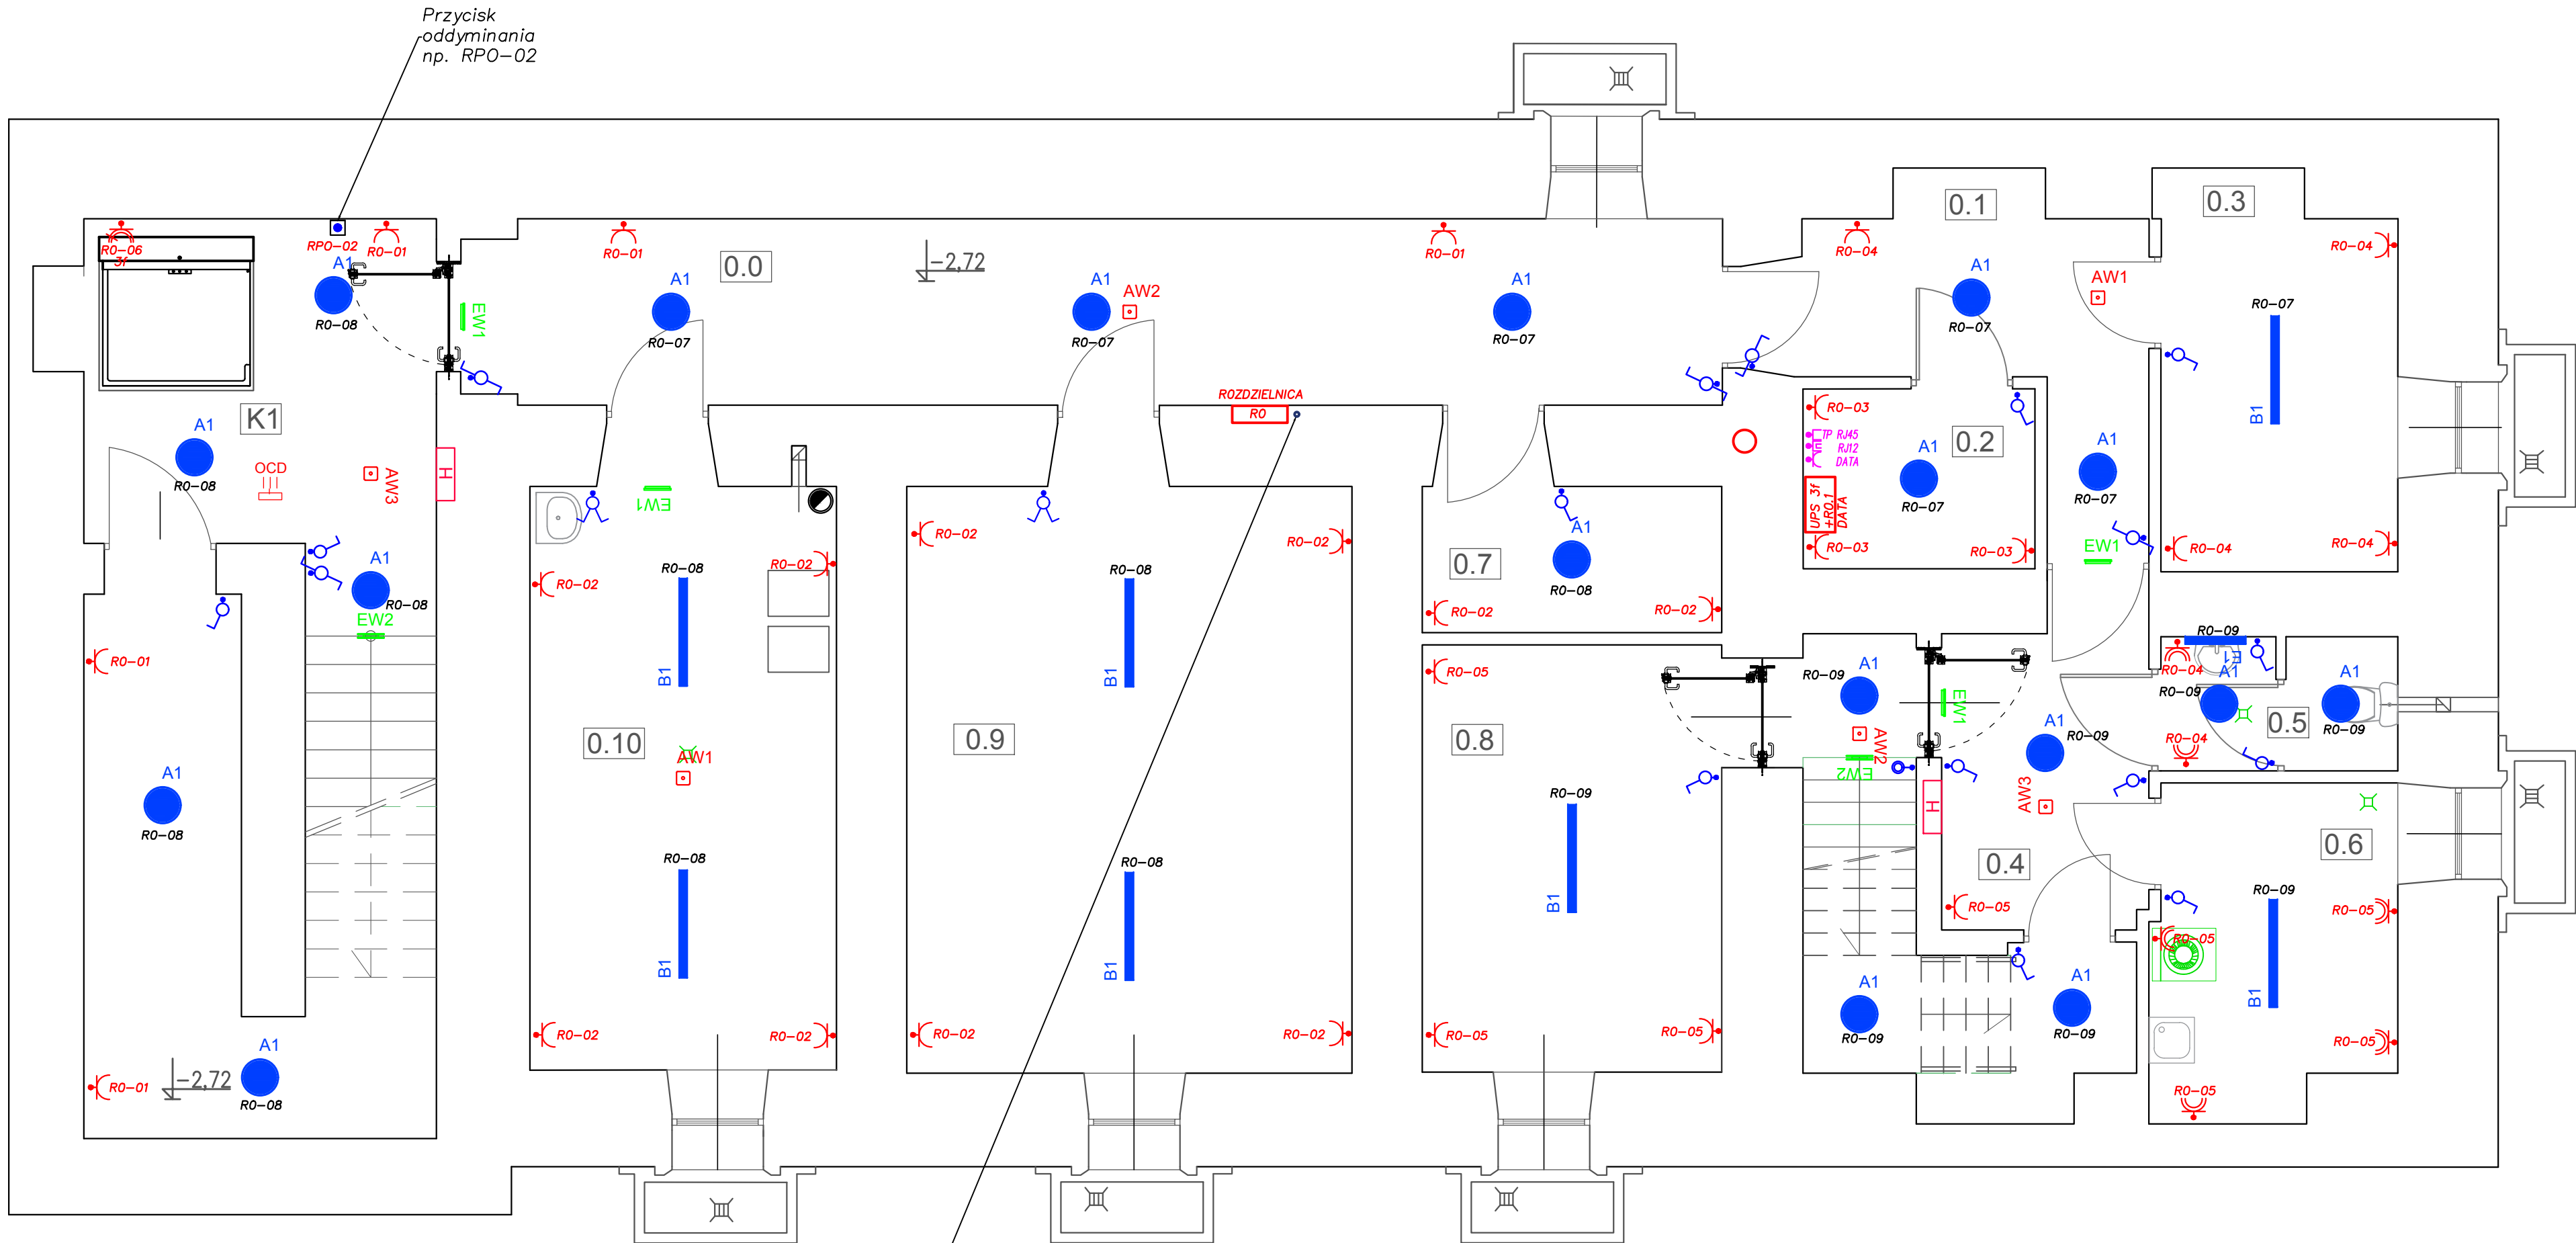 Przycisk
oddyminania
np. RPO-02
RO-06
3f
RPO-02
RO-01
A1
RO-08
EW1
K1
A1
RO-08
OCD
AW3
H
A1
RO-08
EW2
RO-01
A1
RO-08
RO-01
-2,72
A1
RO-08
RO-01
0.0
-2,72
A1
RO-07
A1
AW2
RO-07
RO-01
A1
RO-07
ROZDZIELNICA
RO
EW1
RO-02
RO-02
RO-08
B1
0.10
AW1
RO-08
B1
RO-02
RO-02
RO-02
RO-02
RO-08
B1
0.9
RO-08
B1
RO-02
RO-02
0.7
A1
RO-08
RO-02
RO-02
RO-05
0.8
RO-09
B1
RO-05
RO-05
0.1
RO-04
A1
RO-07
AW1
RO-03
TP RJ45
RJ12
DATA
UPS 3f
+RO.1
DATA
0.2
A1
RO-07
RO-03
RO-03
A1
RO-07
EW1
0.3
RO-04
RO-07
B1
RO-04
RO-04
A1
RO-09
AW2
EW2
EW1
A1
RO-09
AW3
H
0.4
RO-05
A1
RO-09
A1
RO-09
RO-09
E1
RO-04
A1
RO-09
RO-04
0.5
A1
RO-09
0.6
RO-09
B1
RO-05
RO-05
RO-05
RO-05